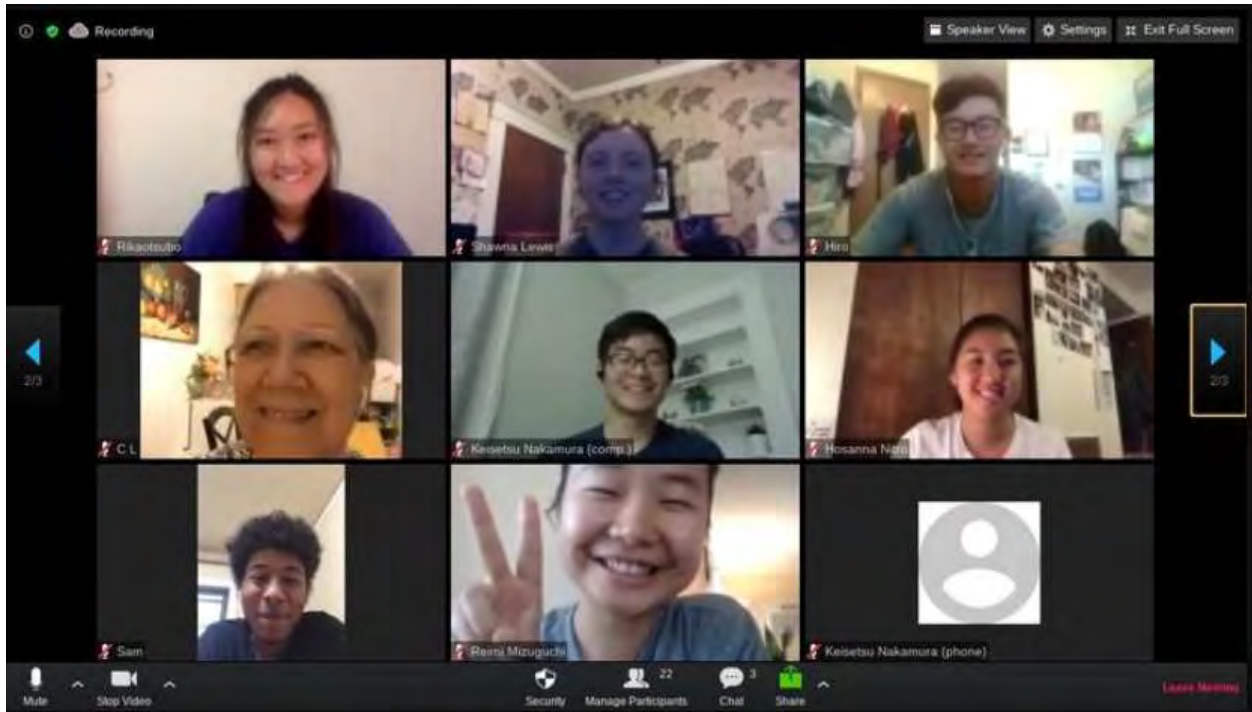 Recording
Speaker View
Settings
Exit Full Screen
Rikaotsubo
Shawna Lewis
Hiro
2/3
2/3
C L
Keisetsu Nakamura (comp.)
Hosanna
Sam
Reimi Mizuguchi
Keisetsu Nakamura (phone)
Mute
Stop Video
Security
Manage Participants
22
Chat
3
Share
Leave Meeting